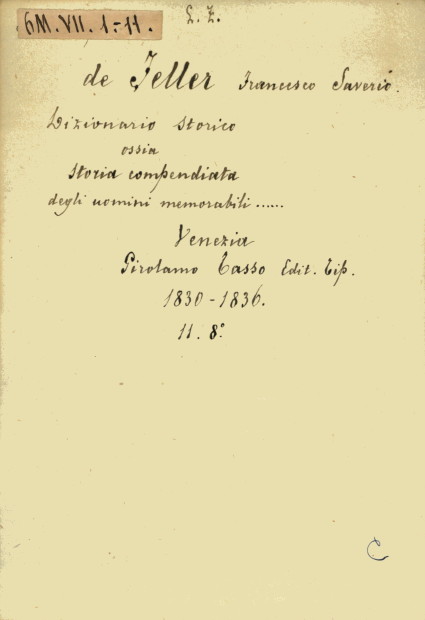 6M. VII. 1.-11.
L. Z.
de Feller Francesco Saverio.
Dizionario storico
ossia
Storia compendiata
degli uomini memorabili ......
Venezia
Girolamo Tasso Edit. Tip.
1830 - 1836.
11. 8°
C